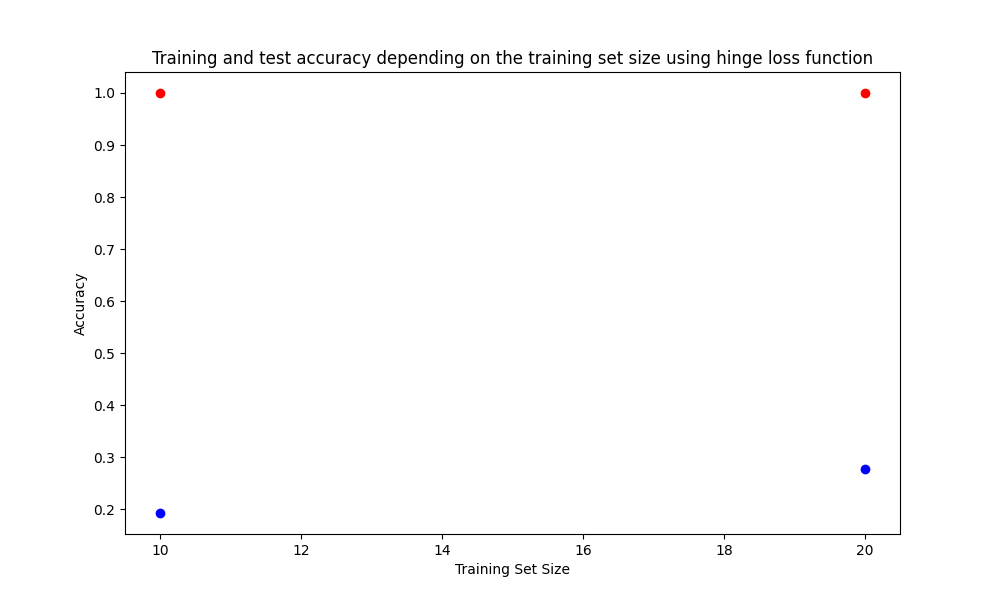 Training and test accuracy depending on the training set size using hinge loss function
1.0
0.9
0.8
0.7
0.6
0.5
0.4
0.3
0.2
Accuracy
10 12 14 16 18 20
Training Set Size